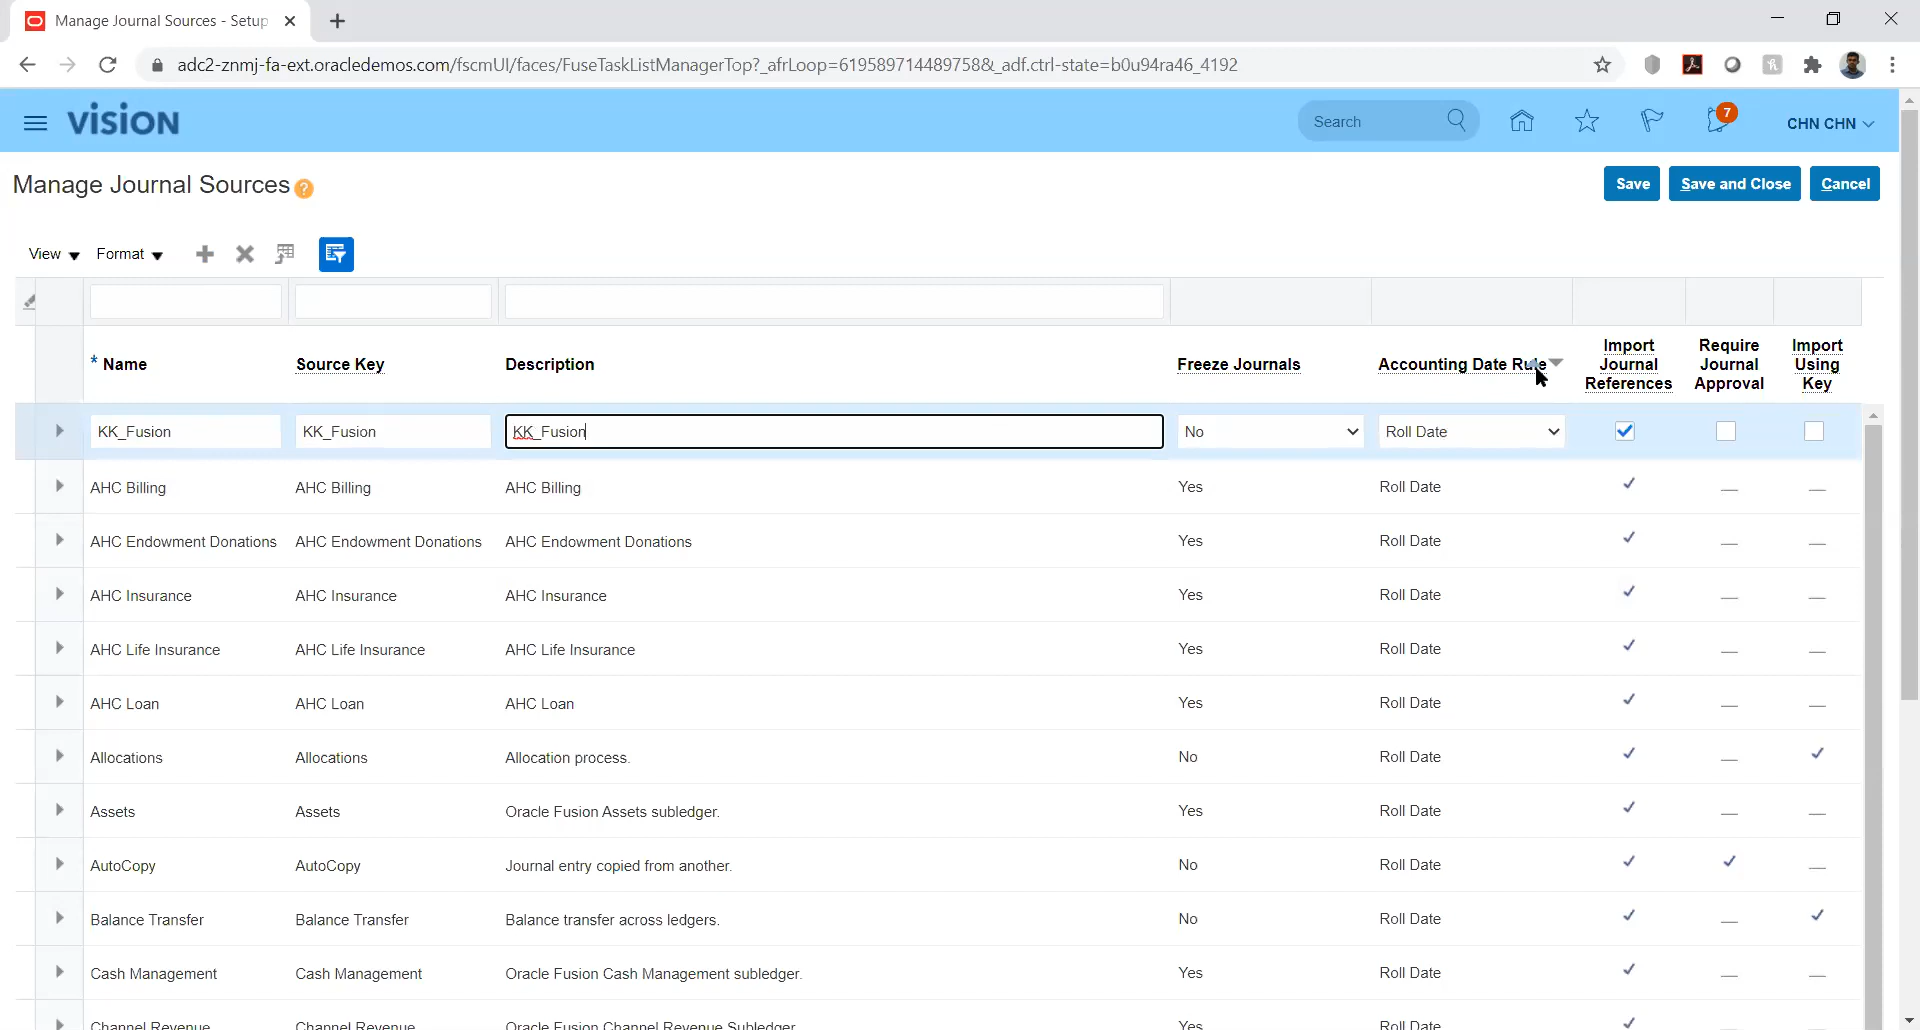 Manage Journal Sources - Setup
adc2-znmj-fa-ext.oracledemos.com/fscmUI/faces/FuseTaskListManagerTop?_afrLoop=619589714489758&_adf.ctrl-state=b0u94ra46_4192
vision
Search
7
CHN CHN
Manage Journal Sources ?
Save
Save and Close
Cancel
View
Format
* Name
Source Key
Description
Freeze Journals
Accounting Date Rule
Import Journal References
Require Journal Approval
Import Using Key
KK_Fusion KK_Fusion KK_Fusion No Roll Date
AHC Billing AHC Billing AHC Billing Yes Roll Date
AHC Endowment Donations AHC Endowment Donations AHC Endowment Donations Yes Roll Date
AHC Insurance AHC Insurance AHC Insurance Yes Roll Date
AHC Life Insurance AHC Life Insurance AHC Life Insurance Yes Roll Date
AHC Loan AHC Loan AHC Loan Yes Roll Date
Allocations Allocations Allocation process. No Roll Date
Assets Assets Oracle Fusion Assets subledger. Yes Roll Date
AutoCopy AutoCopy Journal entry copied from another. No Roll Date
Balance Transfer Balance Transfer Balance transfer across ledgers. No Roll Date
Cash Management Cash Management Oracle Fusion Cash Management subledger. Yes Roll Date
Channel Revenue Channel Revenue Oracle Fusion Channel Revenue Subledger Yes Roll Date